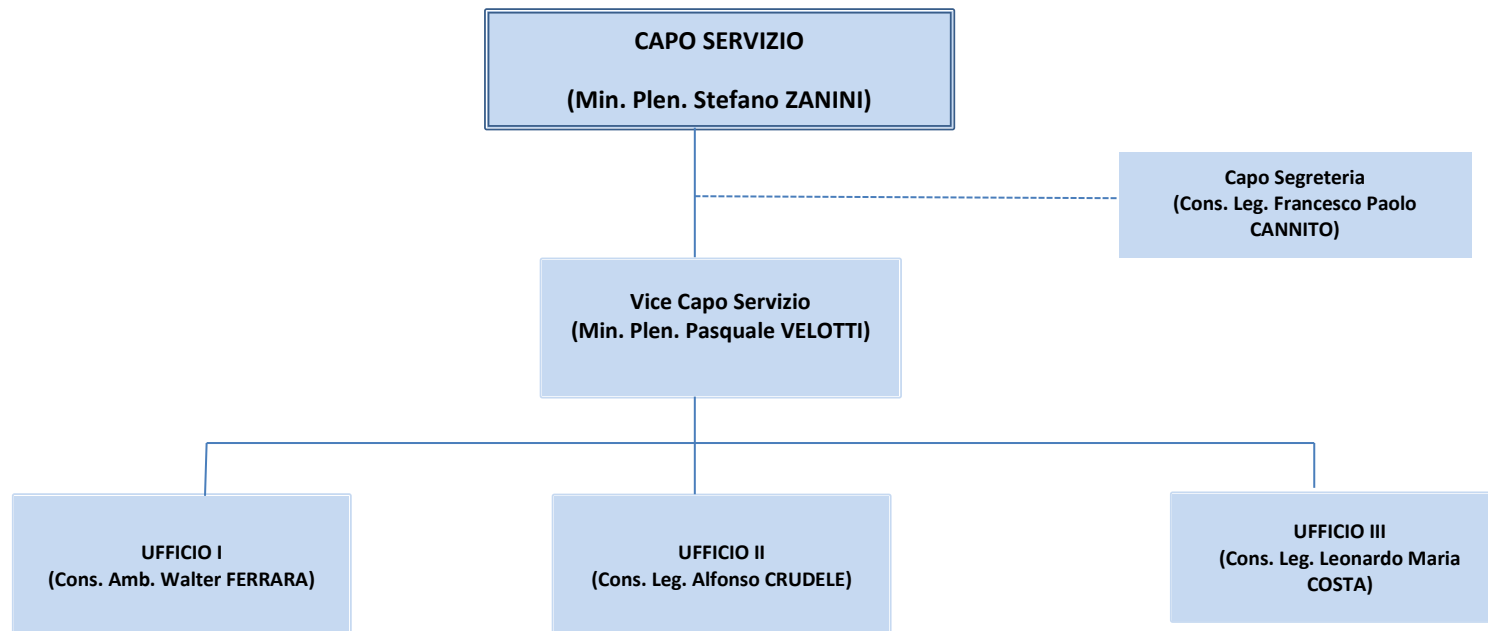 CAPO SERVIZIO
(Min. Plen. Stefano ZANINI)
Capo Segreteria
(Cons. Leg. Francesco Paolo
CANNITO)
Vice Capo Servizio
(Min. Plen. Pasquale VELOTTI)
UFFICIO I
(Cons. Amb. Walter FERRARA)
UFFICIO II
(Cons. Leg. Alfonso CRUDELE)
UFFICIO III
(Cons. Leg. Leonardo Maria
COSTA)